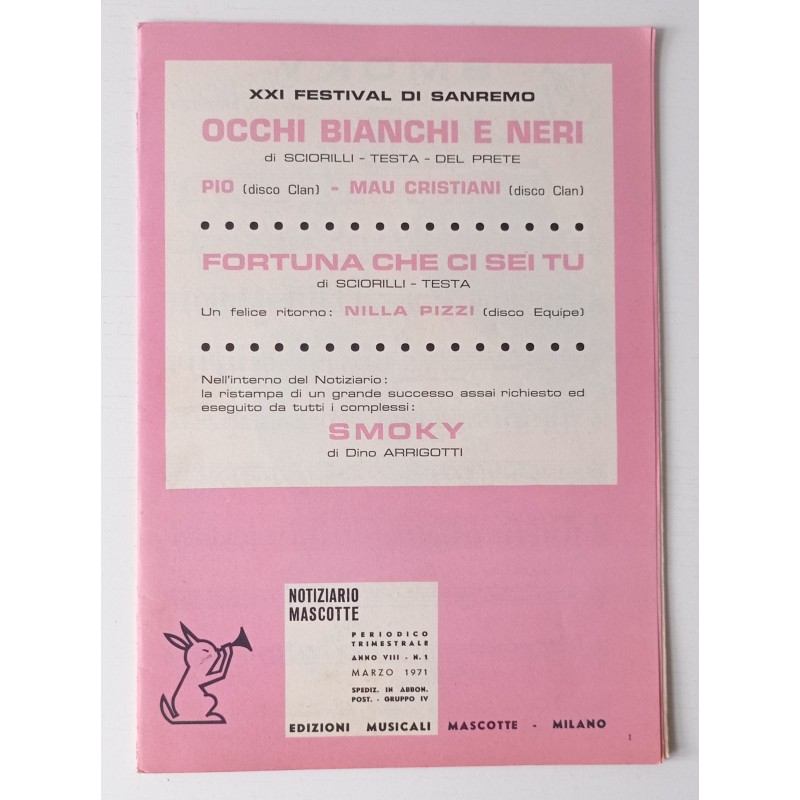 XXI FESTIVAL DI SANREMO
OCCHI BIANCHI E NERI
di SCIORILLI - TESTA - DEL PRETE
PIO (disco Clan) - MAU CRISTIANI (disco Clan)
FORTUNA CHE CI SEI TU
di SCIORILLI - TESTA
Un felice ritorno: NILLA PIZZI (disco Equipe)
Nell'interno del Notiziario:
la ristampa di un grande successo assai richiesto ed
eseguito da tutti i complessi:
SMOKY
di Dino ARRIGOTTI
NOTIZIARIO
MASCOTTE
PERIODICO
TRIMESTRALE
ANNO VIII - N. 1
MARZO 1971
SPEDIZ. IN ABBON.
POST. - GRUPPO IV
EDIZIONI MUSICALI MASCOTTE - MILANO
1